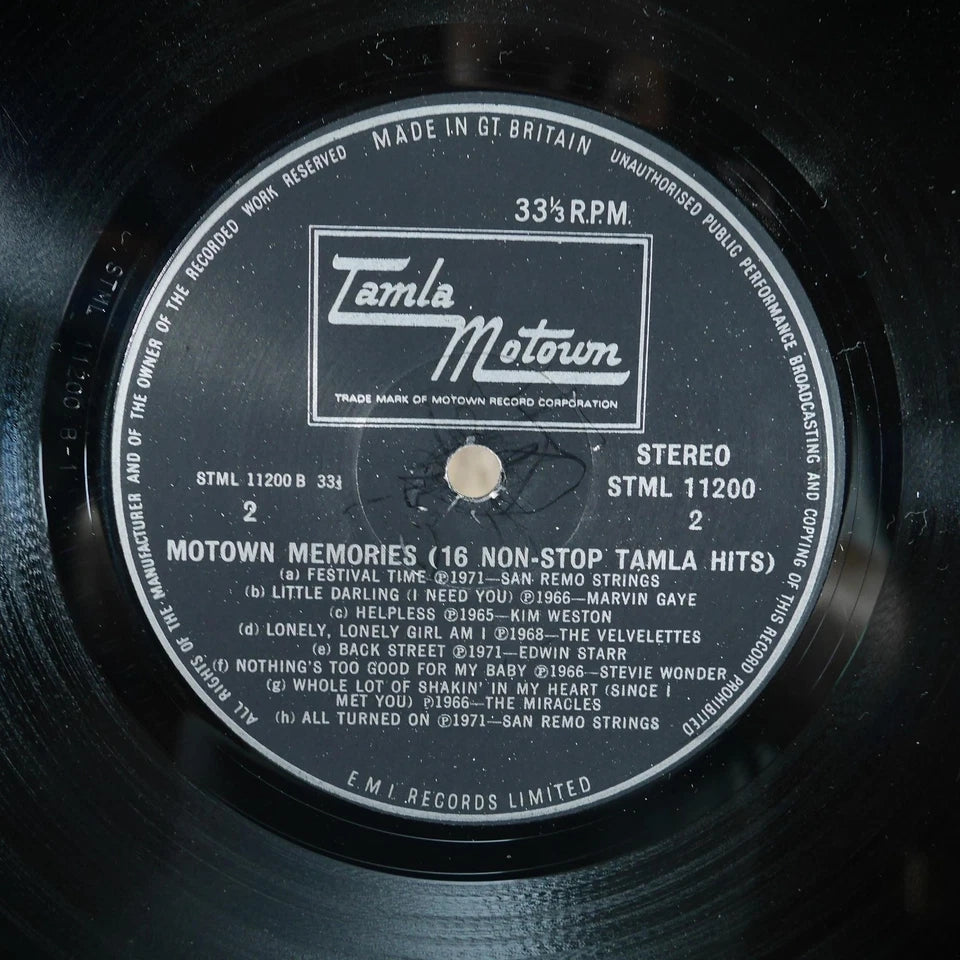 MADE IN GT. BRITAIN
UNAUTHORISED PUBLIC PERFORMANCE BROADCASTING AND COPYING OF THIS RECORD PROHIBITED
ALL RIGHTS OF THE MANUFACTURER AND OF THE OWNER OF THE RECORDED WORK RESERVED
33⅓ R.P.M.
Tamla
Motown
TRADE MARK OF MOTOWN RECORD CORPORATION
STEREO
STML 11200 B 33⅓
STML 11200
2
2
MOTOWN MEMORIES (16 NON-STOP TAMLA HITS)
(a) FESTIVAL TIME ℗1971—SAN REMO STRINGS
(b) LITTLE DARLING (I NEED YOU) ℗1966—MARVIN GAYE
(c) HELPLESS ℗1965—KIM WESTON
(d) LONELY, LONELY GIRL AM I ℗1968—THE VELVELETTES
(e) BACK STREET ℗1971—EDWIN STARR
(f) NOTHING'S TOO GOOD FOR MY BABY ℗1966—STEVIE WONDER
(g) WHOLE LOT OF SHAKIN' IN MY HEART (SINCE I
MET YOU) ℗1966—THE MIRACLES
(h) ALL TURNED ON ℗1971—SAN REMO STRINGS
E.M.I. RECORDS LIMITED
STML 11200 B-1